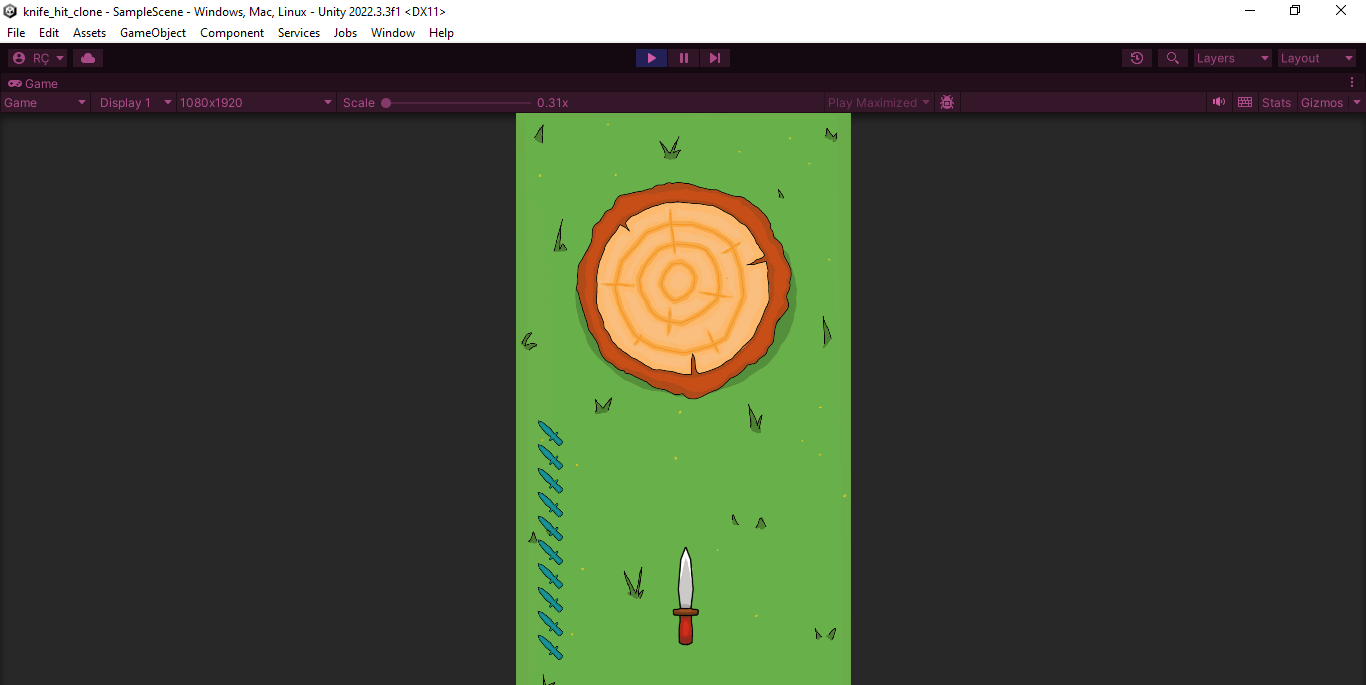 knife_hit_clone - SampleScene - Windows, Mac, Linux - Unity 2022.3.3f1 <DX11>
File Edit Assets GameObject Component Services Jobs Window Help
RÇ Layers Layout
Game
Game Display 1 1080x1920 Scale 0.31x Play Maximized Stats Gizmos